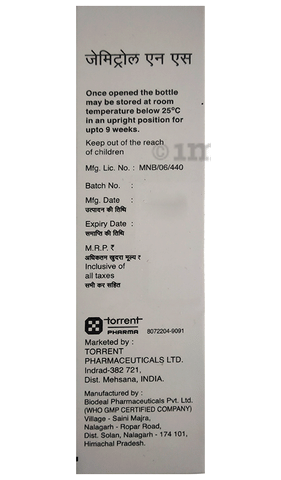 जेमिट्रोल एन एस
Once opened the bottle
may be stored at room
temperature below 25°C
in an upright position for
upto 9 weeks.
Keep out of the reach
of children
Mfg. Lic. No. : MNB/06/440
Batch No. :
Mfg. Date :
उत्पादन की तिथि
Expiry Date :
समाप्ति की तिथि
M.R.P. ₹
अधिकतम खुदरा मूल्य र
Inclusive of
all taxes
सभी कर सहित
torrent
PHARMA 8072204-9091
Marketed by :
TORRENT
PHARMACEUTICALS LTD.
Indrad-382 721,
Dist. Mehsana, INDIA.
Manufactured by :
Biodeal Pharmaceuticals Pvt. Ltd.
(WHO GMP CERTIFIED COMPANY)
Village - Saini Majra,
Nalagarh - Ropar Road,
Dist. Solan, Nalagarh - 174 101,
Himachal Pradesh.